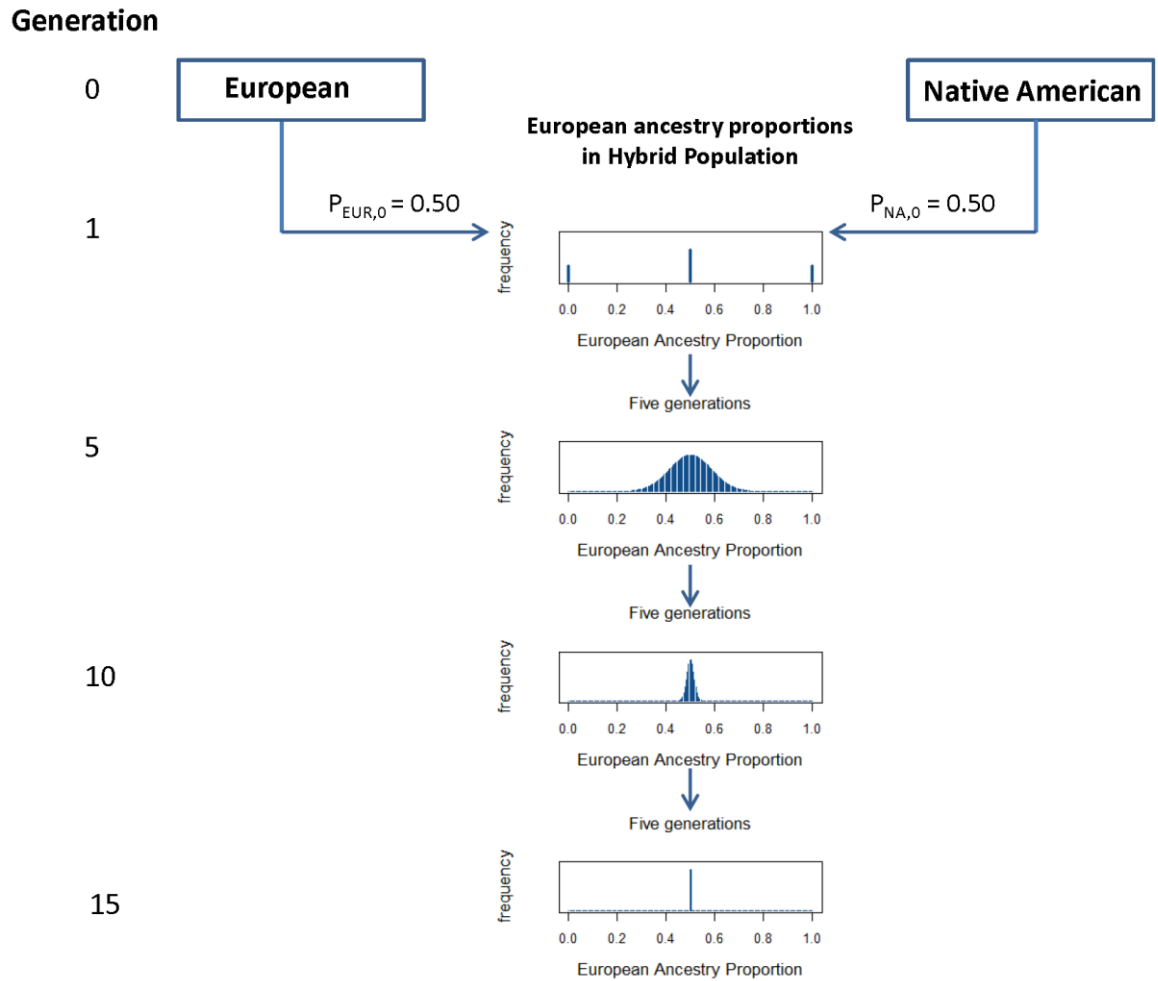 Generation
0
European
Native American
European ancestry proportions
in Hybrid Population
P_EUR,0 = 0.50
P_NA,0 = 0.50
1
frequency
0.0 0.2 0.4 0.6 0.8 1.0
European Ancestry Proportion
Five generations
5
frequency
0.0 0.2 0.4 0.6 0.8 1.0
European Ancestry Proportion
Five generations
10
frequency
0.0 0.2 0.4 0.6 0.8 1.0
European Ancestry Proportion
Five generations
15
frequency
0.0 0.2 0.4 0.6 0.8 1.0
European Ancestry Proportion